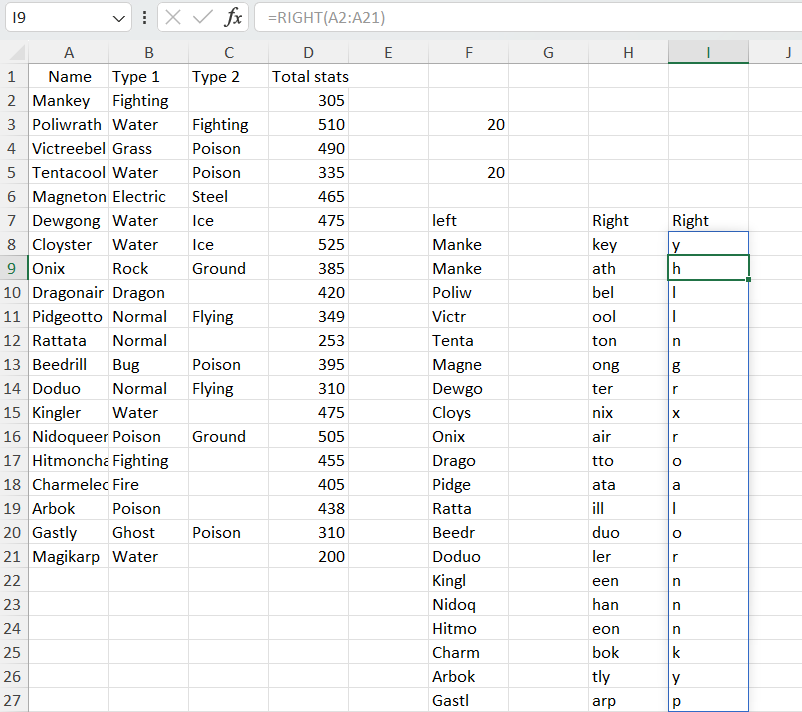 I9 fx =RIGHT(A2:A21)
A B C D E F G H I J
1 Name Type 1 Type 2 Total stats
2 Mankey Fighting 305
3 Poliwrath Water Fighting 510 20
4 Victreebel Grass Poison 490
5 Tentacool Water Poison 335 20
6 Magneton Electric Steel 465
7 Dewgong Water Ice 475 left Right Right
8 Cloyster Water Ice 525 Manke key y
9 Onix Rock Ground 385 Manke ath h
10 Dragonair Dragon 420 Poliw bel l
11 Pidgeotto Normal Flying 349 Victr ool l
12 Rattata Normal 253 Tenta ton n
13 Beedrill Bug Poison 395 Magne ong g
14 Doduo Normal Flying 310 Dewgo ter r
15 Kingler Water 475 Cloys nix x
16 Nidoqueer Poison Ground 505 Onix air r
17 Hitmoncha Fighting 455 Drago tto o
18 Charmelec Fire 405 Pidge ata a
19 Arbok Poison 438 Ratta ill l
20 Gastly Ghost Poison 310 Beedr duo o
21 Magikarp Water 200 Doduo ler r
22 Kingl een n
23 Nidoq han n
24 Hitmo eon n
25 Charm bok k
26 Arbok tly y
27 Gastl arp p